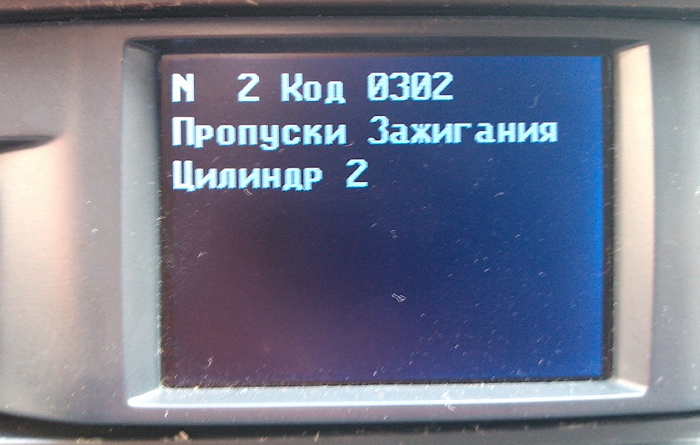 N 2 Код 0302
Пропуски Зажигания
Цилиндр 2